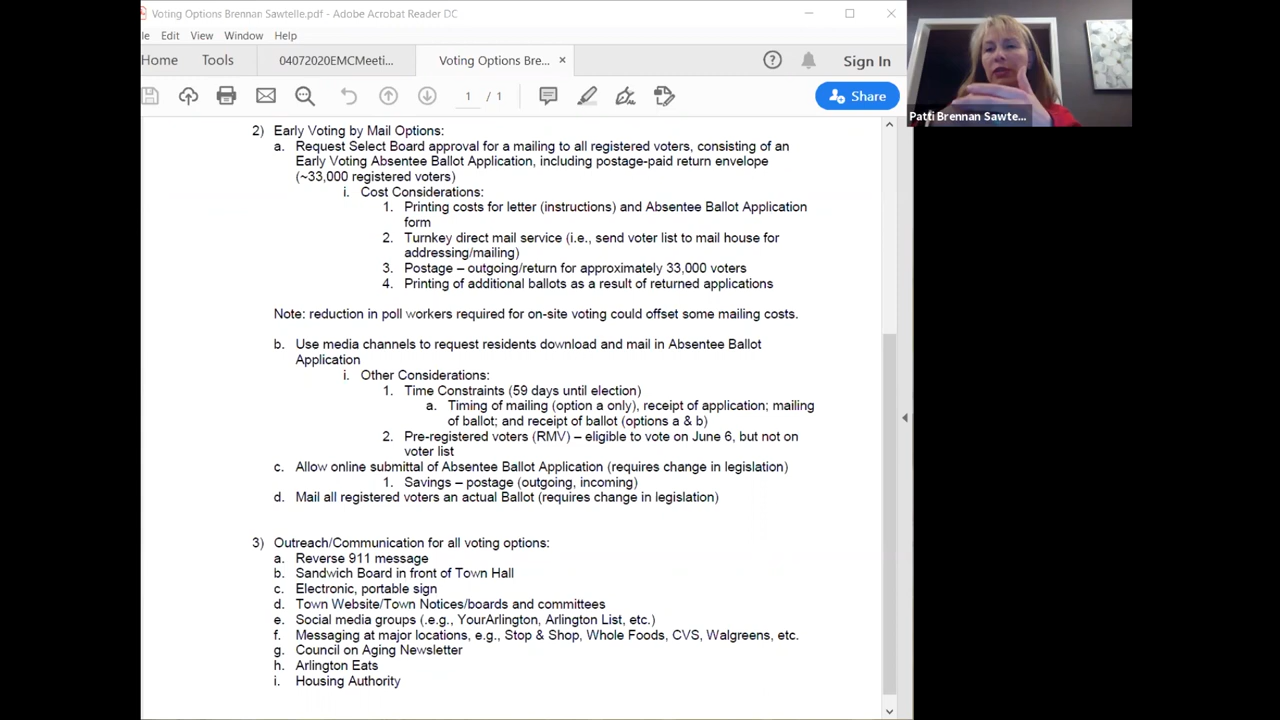 Voting Options Brennan Sawtelle.pdf - Adobe Acrobat Reader DC
le Edit View Window Help
Home Tools 04072020EMCMeeti... Voting Options Bre... × Sign In
1 / 1 Share
Patti Brennan Sawte...
2) Early Voting by Mail Options:
a. Request Select Board approval for a mailing to all registered voters, consisting of an
Early Voting Absentee Ballot Application, including postage-paid return envelope
(~33,000 registered voters)
i. Cost Considerations:
1. Printing costs for letter (instructions) and Absentee Ballot Application
form
2. Turnkey direct mail service (i.e., send voter list to mail house for
addressing/mailing)
3. Postage – outgoing/return for approximately 33,000 voters
4. Printing of additional ballots as a result of returned applications
Note: reduction in poll workers required for on-site voting could offset some mailing costs.
b. Use media channels to request residents download and mail in Absentee Ballot
Application
i. Other Considerations:
1. Time Constraints (59 days until election)
a. Timing of mailing (option a only), receipt of application; mailing
of ballot; and receipt of ballot (options a & b)
2. Pre-registered voters (RMV) – eligible to vote on June 6, but not on
voter list
c. Allow online submittal of Absentee Ballot Application (requires change in legislation)
1. Savings – postage (outgoing, incoming)
d. Mail all registered voters an actual Ballot (requires change in legislation)
3) Outreach/Communication for all voting options:
a. Reverse 911 message
b. Sandwich Board in front of Town Hall
c. Electronic, portable sign
d. Town Website/Town Notices/boards and committees
e. Social media groups (.e.g., YourArlington, Arlington List, etc.)
f. Messaging at major locations, e.g., Stop & Shop, Whole Foods, CVS, Walgreens, etc.
g. Council on Aging Newsletter
h. Arlington Eats
i. Housing Authority